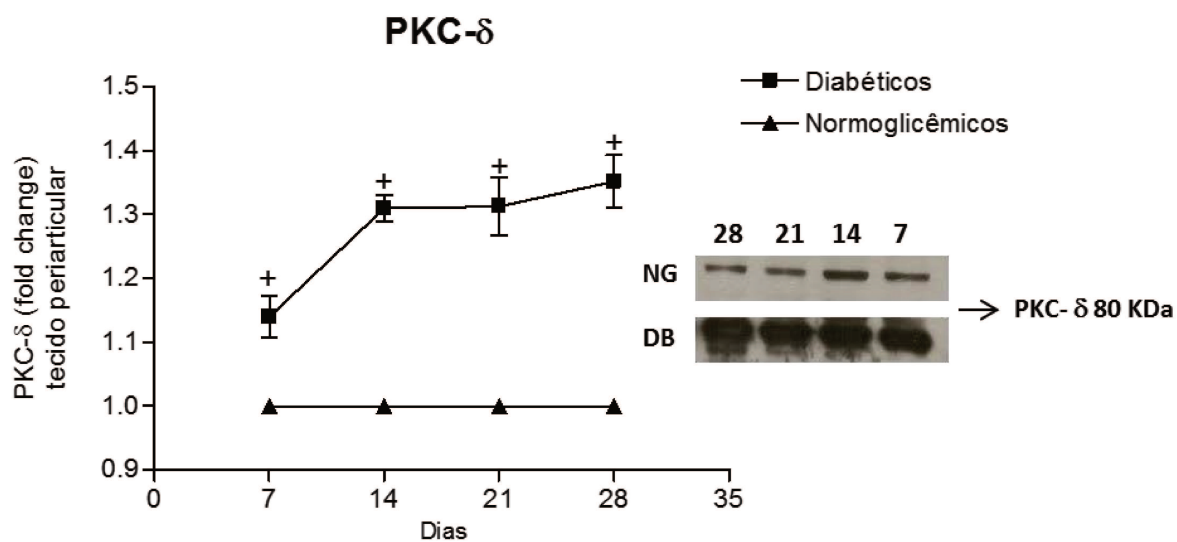 PKC-δ
Diabéticos
Normoglicêmicos
PKC-δ (fold change)
tecido periarticular
1.5
1.4
1.3
1.2
1.1
1.0
0.9
+ + + +
0 7 14 21 28 35
Dias
28 21 14 7
NG
DB
→ PKC- δ 80 KDa